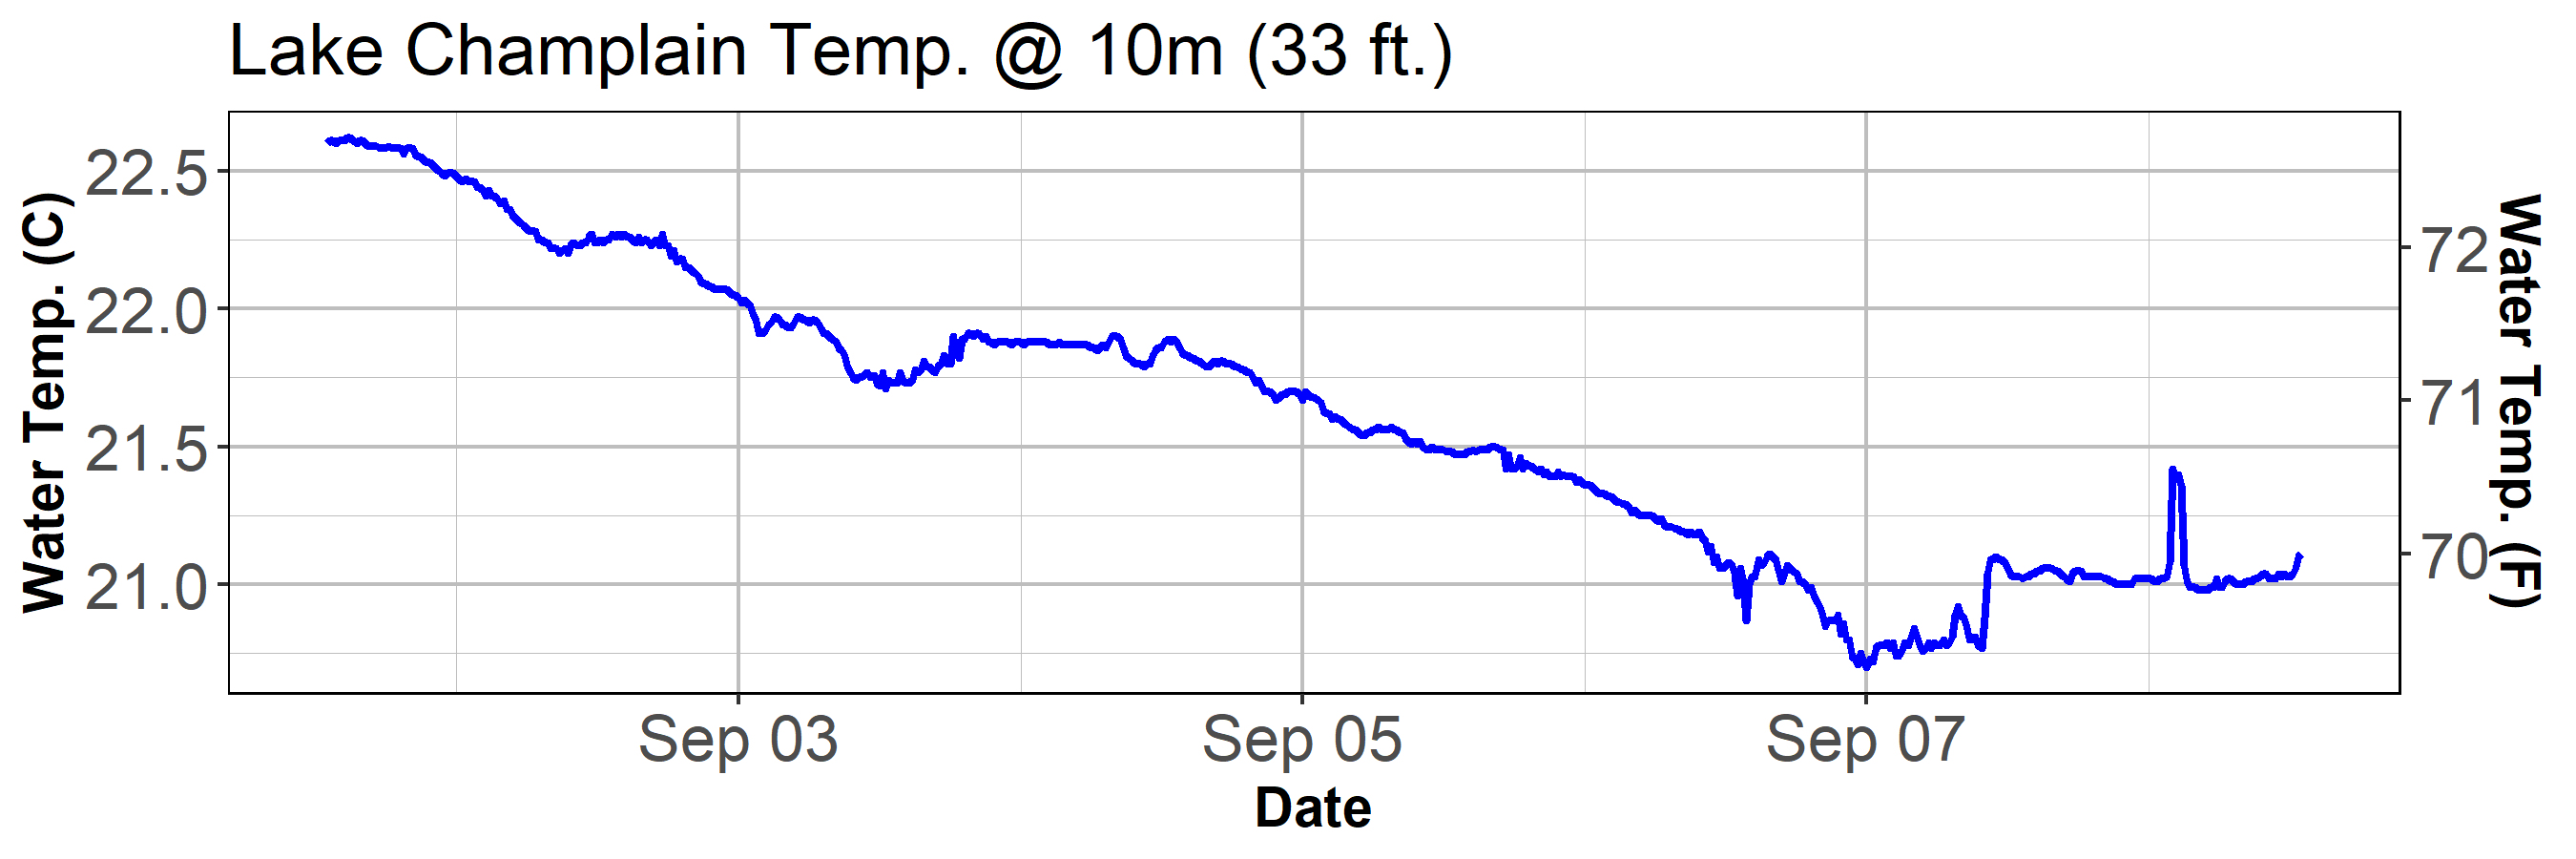 Lake Champlain Temp. @ 10m (33 ft.)
Water Temp. (C)
22.5
22.0
21.5
21.0
72
71
70
Water Temp. (F)
Sep 03
Sep 05
Sep 07
Date